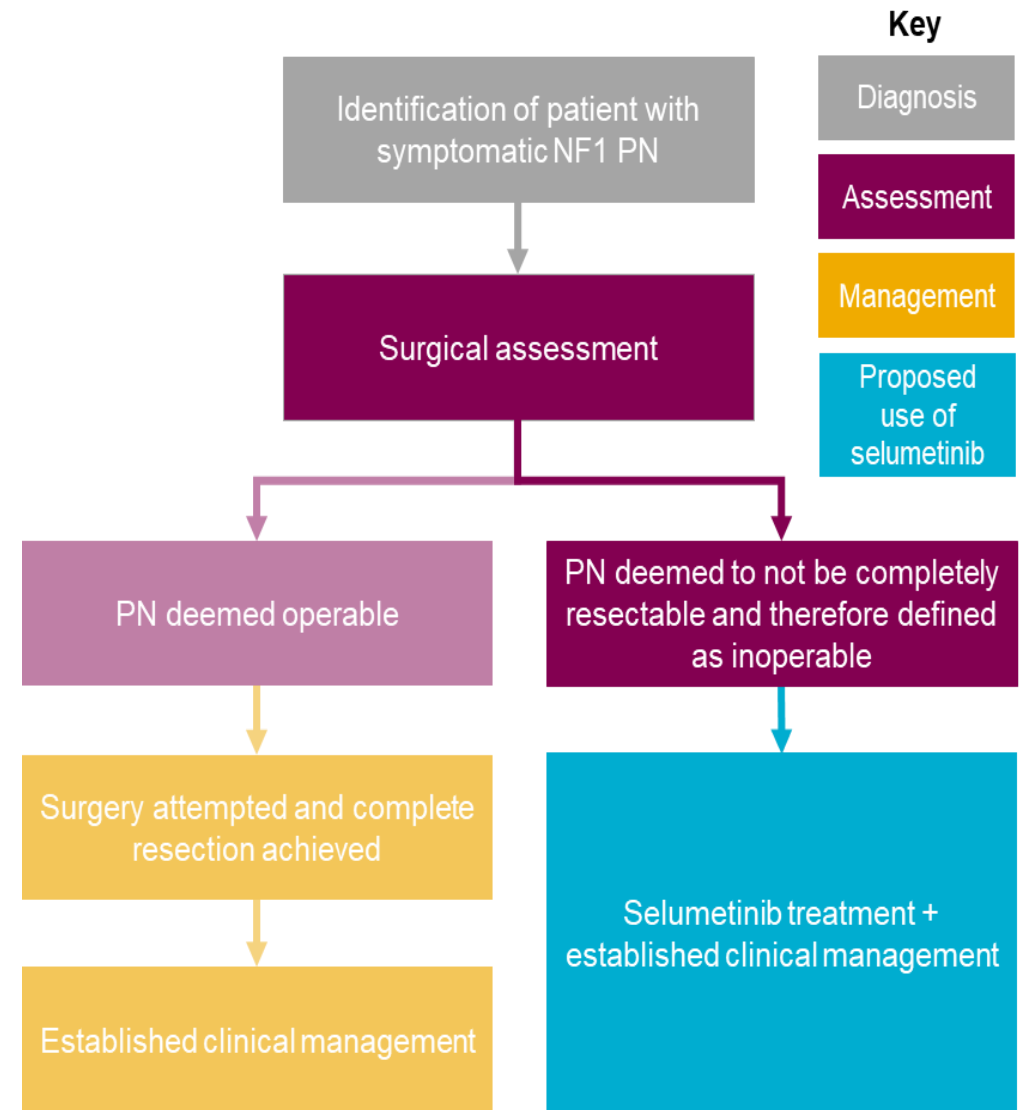 Key
Diagnosis
Assessment
Management
Proposed
use of
selumetinib
Identification of patient with
symptomatic NF1 PN
Surgical assessment
PN deemed operable
PN deemed to not be completely
resectable and therefore defined
as inoperable
Surgery attempted and complete
resection achieved
Selumetinib treatment +
established clinical management
Established clinical management